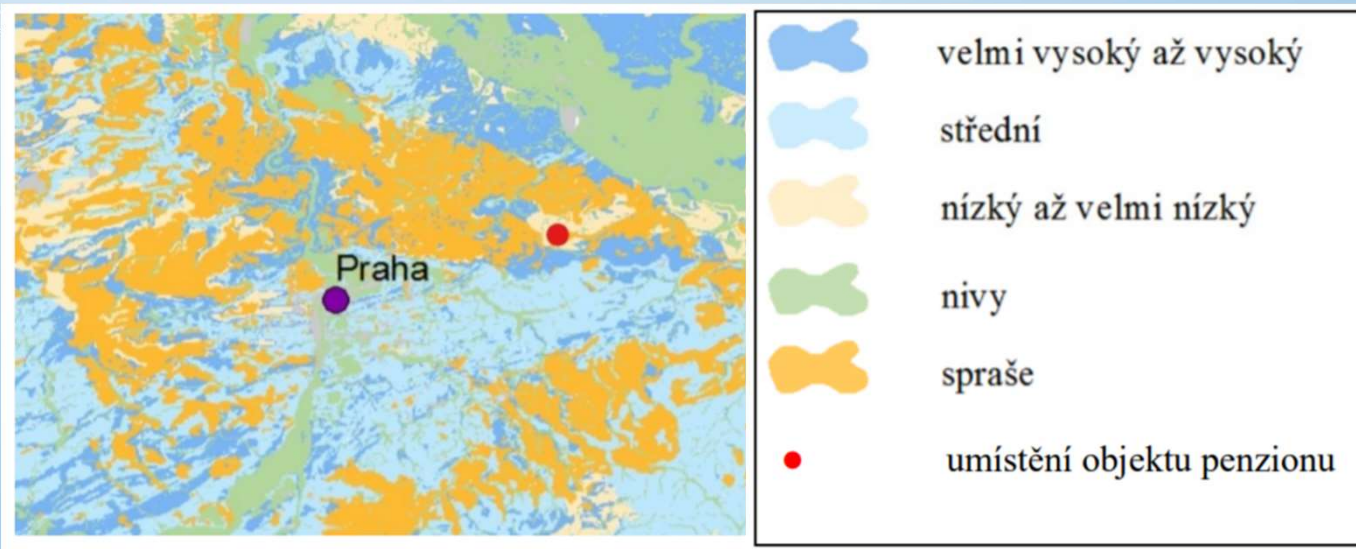 Praha
velmi vysoký až vysoký
střední
nízký až velmi nízký
nivy
spraše
umístění objektu penzionu